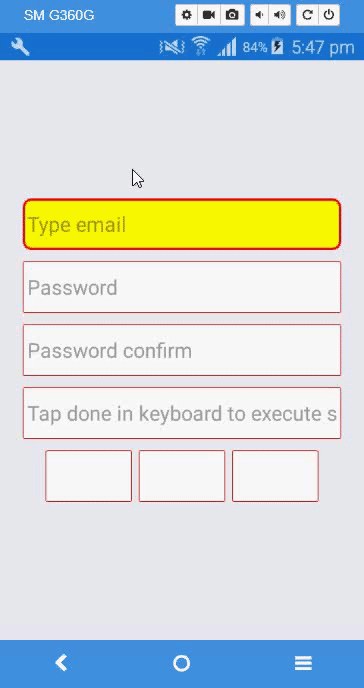 SM G360G
84% 5:47 pm
Type email
Password
Password confirm
Tap done in keyboard to execute s